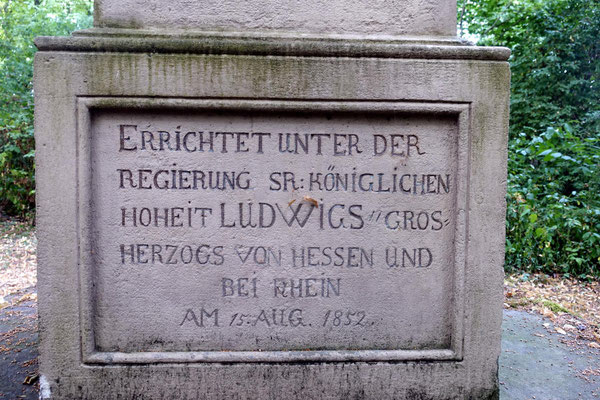 ERRICHTET UNTER DER
REGIERUNG SR: KÖNIGLICHEN
HOHEIT LUDWIGS " GROS=
HERZOGS VON HESSEN UND
BEI RHEIN
AM 15. AUG. 1852.